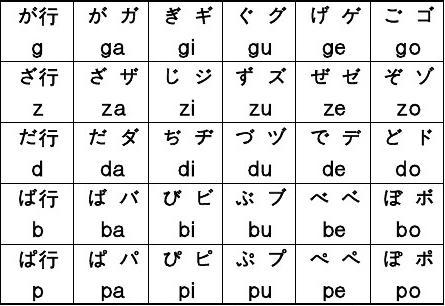 が行 が ガ ぎ ギ ぐ グ げ ゲ ご ゴ
g ga gi gu ge go
ざ行 ざ ザ じ ジ ず ズ ぜ ゼ ぞ ゾ
z za zi zu ze zo
だ行 だ ダ ぢ ヂ づ ヅ で デ ど ド
d da di du de do
ば行 ば バ び ビ ぶ ブ べ ベ ぼ ボ
b ba bi bu be bo
ぱ行 ぱ パ ぴ ピ ぷ プ ぺ ペ ぽ ポ
p pa pi pu pe po